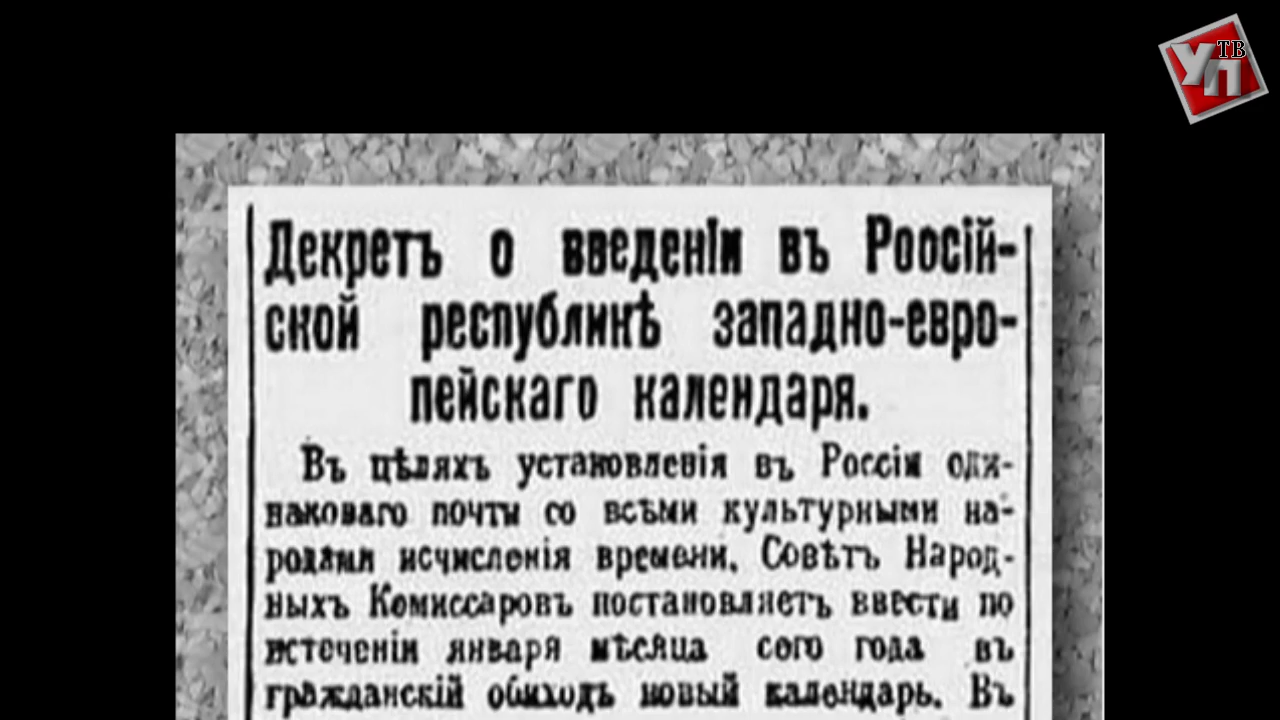 УП ТВ
Декретъ о введенiи въ Роосiй-
ской республикѣ западно-евро-
пейскаго календаря.
Въ цѣляхъ установленiя въ Россiи оди-
наковаго почти со всѣми культурными на-
родами исчисленiя времени, Совѣтъ Народ-
ныхъ Комиссаровъ постановляетъ ввести по
истеченiи января мѣсяца сого года въ
гражданскiй обиходъ новый календарь. Въ